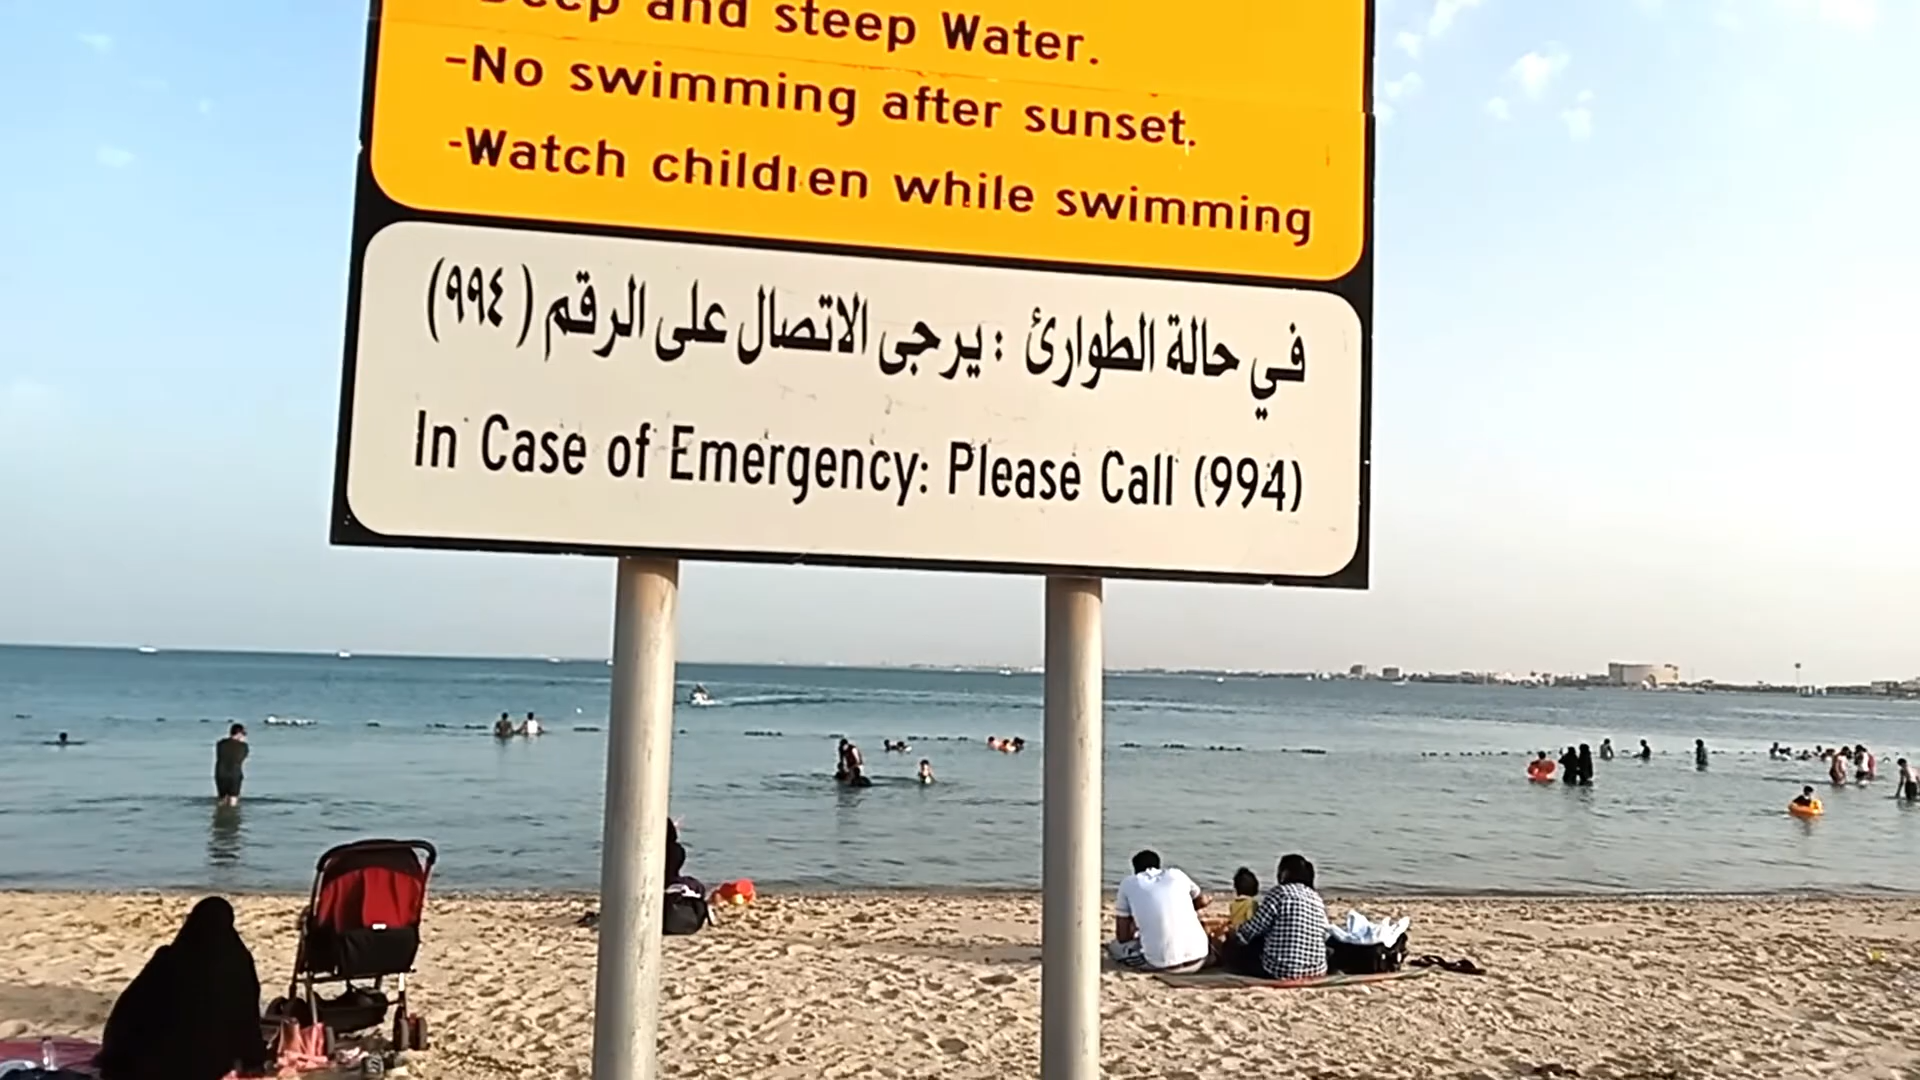 Deep and steep Water.
-No swimming after sunset.
-Watch children while swimming
في حالة الطوارئ : يرجى الاتصال على الرقم (٩٩٤)
In Case of Emergency: Please Call (994)